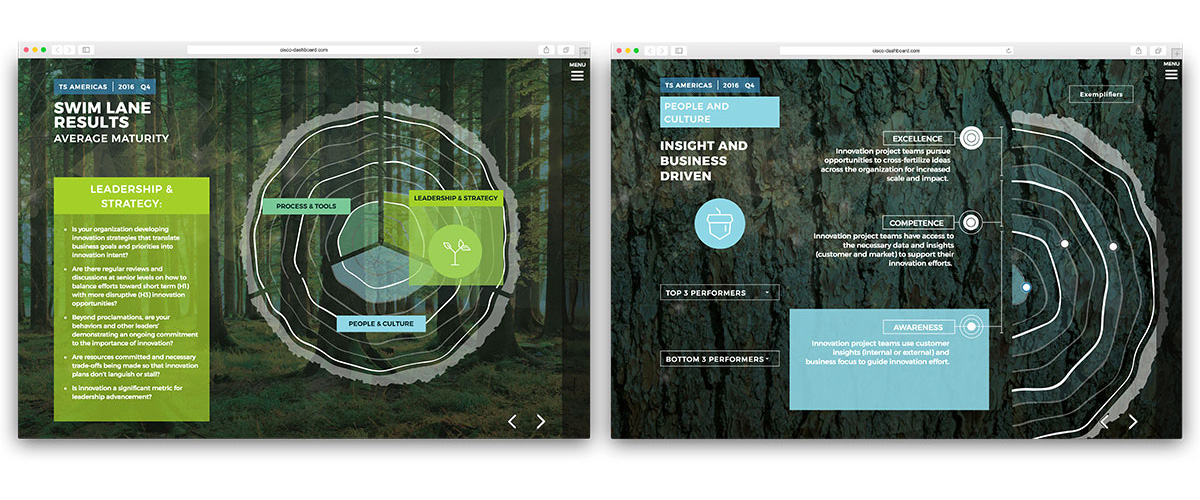 cisco-dashboard.com
MENU
TS AMERICAS | 2016 Q4
SWIM LANE
RESULTS
AVERAGE MATURITY
LEADERSHIP &
STRATEGY:
• Is your organization developing
innovation strategies that translate
business goals and priorities into
innovation intent?
• Are there regular reviews and
discussions at senior levels on how to
balance efforts toward short term (H1)
with more disruptive (H3) innovation
opportunities?
• Beyond proclamations, are your
behaviors and other leaders'
demonstrating an ongoing commitment
to the importance of innovation?
• Are resources committed and necessary
trade-offs being made so that innovation
plans don't languish or stall?
• Is innovation a significant metric for
leadership advancement?
PROCESS & TOOLS
LEADERSHIP & STRATEGY
PEOPLE & CULTURE
cisco-dashboard.com
MENU
TS AMERICAS | 2016 Q4
PEOPLE AND
CULTURE
INSIGHT AND
BUSINESS
DRIVEN
TOP 3 PERFORMERS
BOTTOM 3 PERFORMERS
Exemplifiers
EXCELLENCE
Innovation project teams pursue
opportunities to cross-fertilize ideas
across the organization for increased
scale and impact.
COMPETENCE
Innovation project teams have access to
the necessary data and insights
(customer and market) to support their
innovation efforts.
AWARENESS
Innovation project teams use customer
insights (internal or external) and
business focus to guide innovation effort.